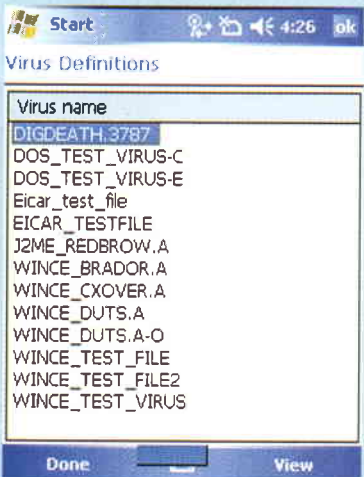 Start 4:26 ok
Virus Definitions
Virus name
DIGDEATH.3787
DOS_TEST_VIRUS-C
DOS_TEST_VIRUS-E
Eicar_test_file
EICAR_TESTFILE
J2ME_REDBROW.A
WINCE_BRADOR.A
WINCE_CXOVER.A
WINCE_DUTS.A
WINCE_DUTS.A-O
WINCE_TEST_FILE
WINCE_TEST_FILE2
WINCE_TEST_VIRUS
Done View